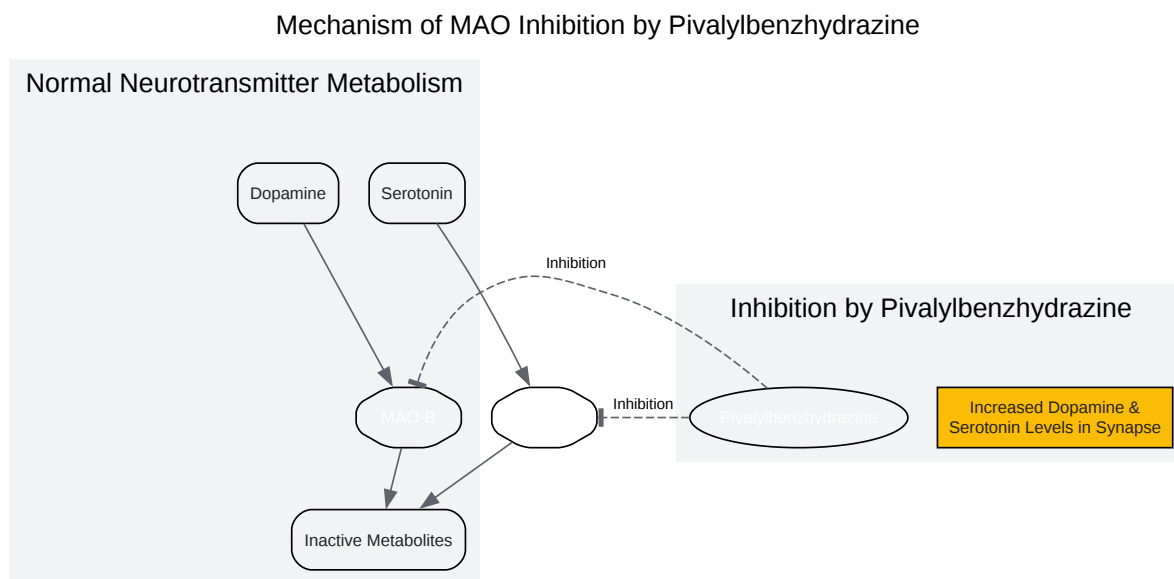 Mechanism of MAO Inhibition by Pivalylbenzhydrazine
Normal Neurotransmitter Metabolism
Dopamine
Serotonin
Inhibition
Inhibition by Pivalylbenzhydrazine
MAO-B
Inhibition
Pivalylbenzhydrazine
Increased Dopamine &
Serotonin Levels in Synapse
Inactive Metabolites